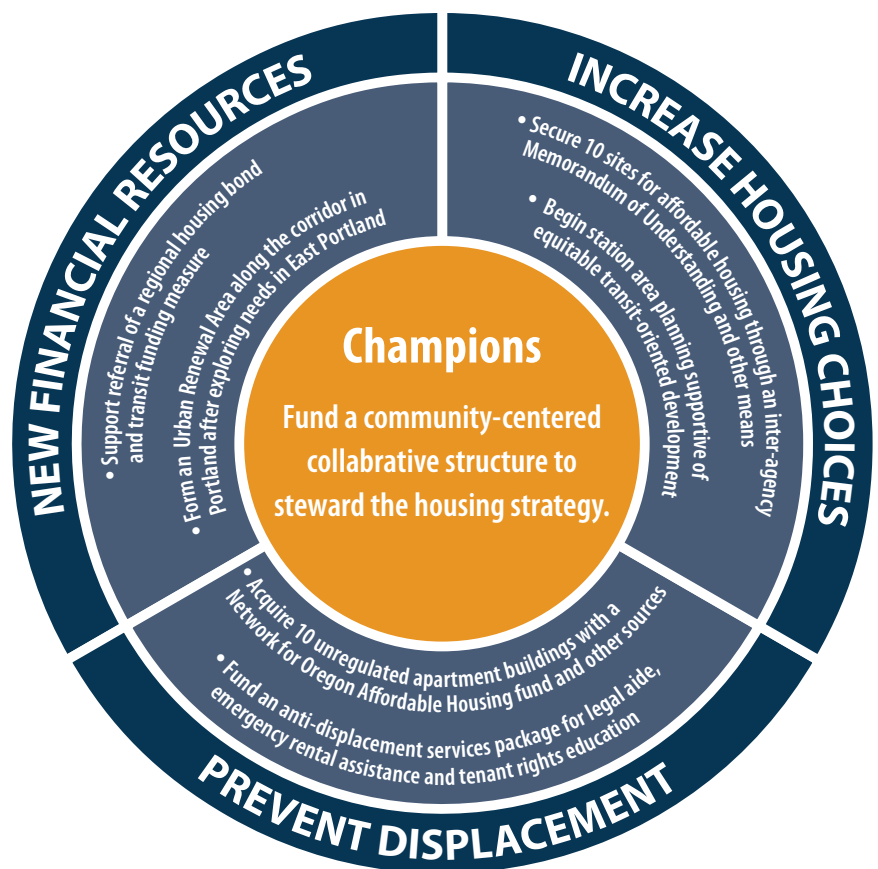 NEW FINANCIAL RESOURCES
• Support referral of a regional housing bond
and transit funding measure
• Form an Urban Renewal Area along the corridor in
Portland after exploring needs in East Portland
INCREASE HOUSING CHOICES
• Secure 10 sites for affordable housing through an inter-agency
Memorandum of Understanding and other means
• Begin station area planning supportive of
equitable transit-oriented development
Champions
Fund a community-centered
collabrative structure to
steward the housing strategy.
• Acquire 10 unregulated apartment buildings with a
Network for Oregon Affordable Housing fund and other sources
• Fund an anti-displacement services package for legal aide,
emergency rental assistance and tenant rights education
PREVENT DISPLACEMENT